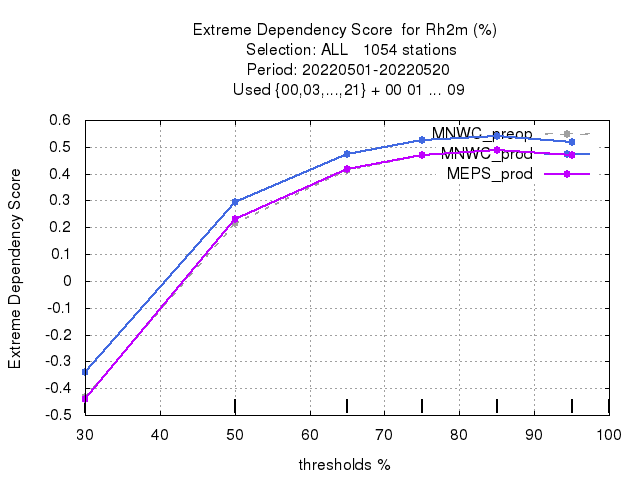 Extreme Dependency Score  for Rh2m (%)
Selection: ALL   1054 stations
Period: 20220501-20220520
Used {00,03,...,21} + 00 01 ... 09
Extreme Dependency Score
0.6
0.5
0.4
0.3
0.2
0.1
0
-0.1
-0.2
-0.3
-0.4
-0.5
MNWC_preop
MNWC_prod
MEPS_prod
30 40 50 60 70 80 90 100
thresholds %